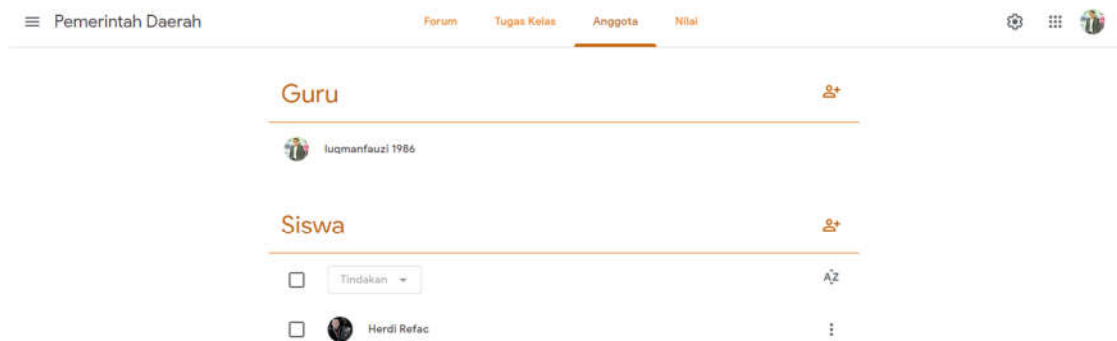 Pemerintah Daerah
Forum Tugas Kelas Anggota Nilai
Guru
luqmanfauzi 1986
Siswa
Tindakan
AZ
Herdi Refac